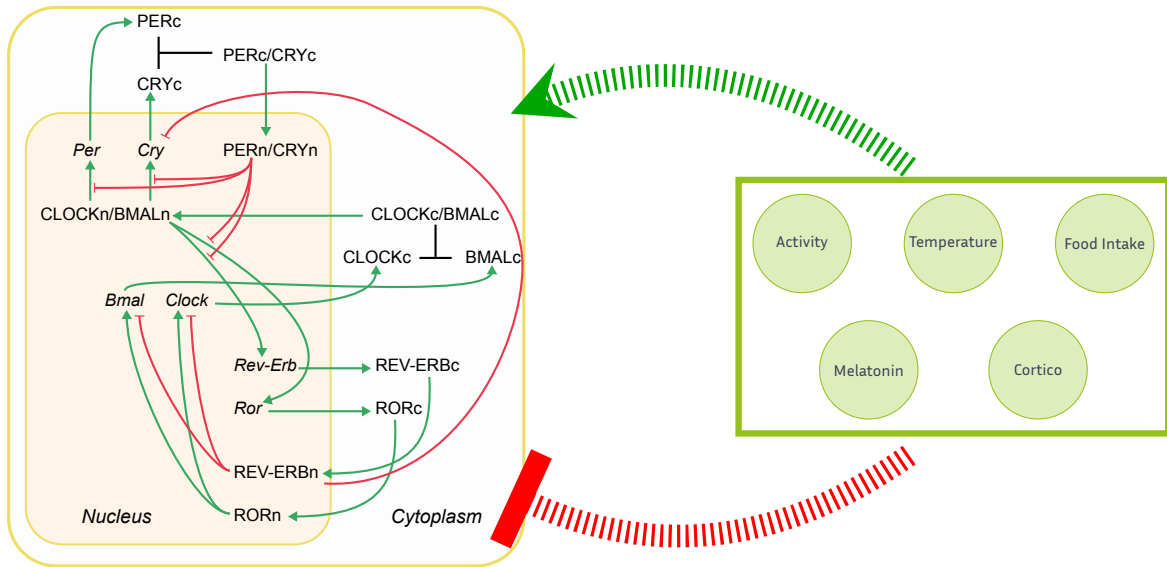 PERc
PERc/CRYc
CRYc
Per
Cry
PERn/CRYn
CLOCKn/BMALn
CLOCKc/BMALc
CLOCKc
BMALc
Bmal
Clock
Rev-Erb
REV-ERBc
Ror
RORc
REV-ERBn
RORn
Nucleus
Cytoplasm
Activity
Temperature
Food Intake
Melatonin
Cortico